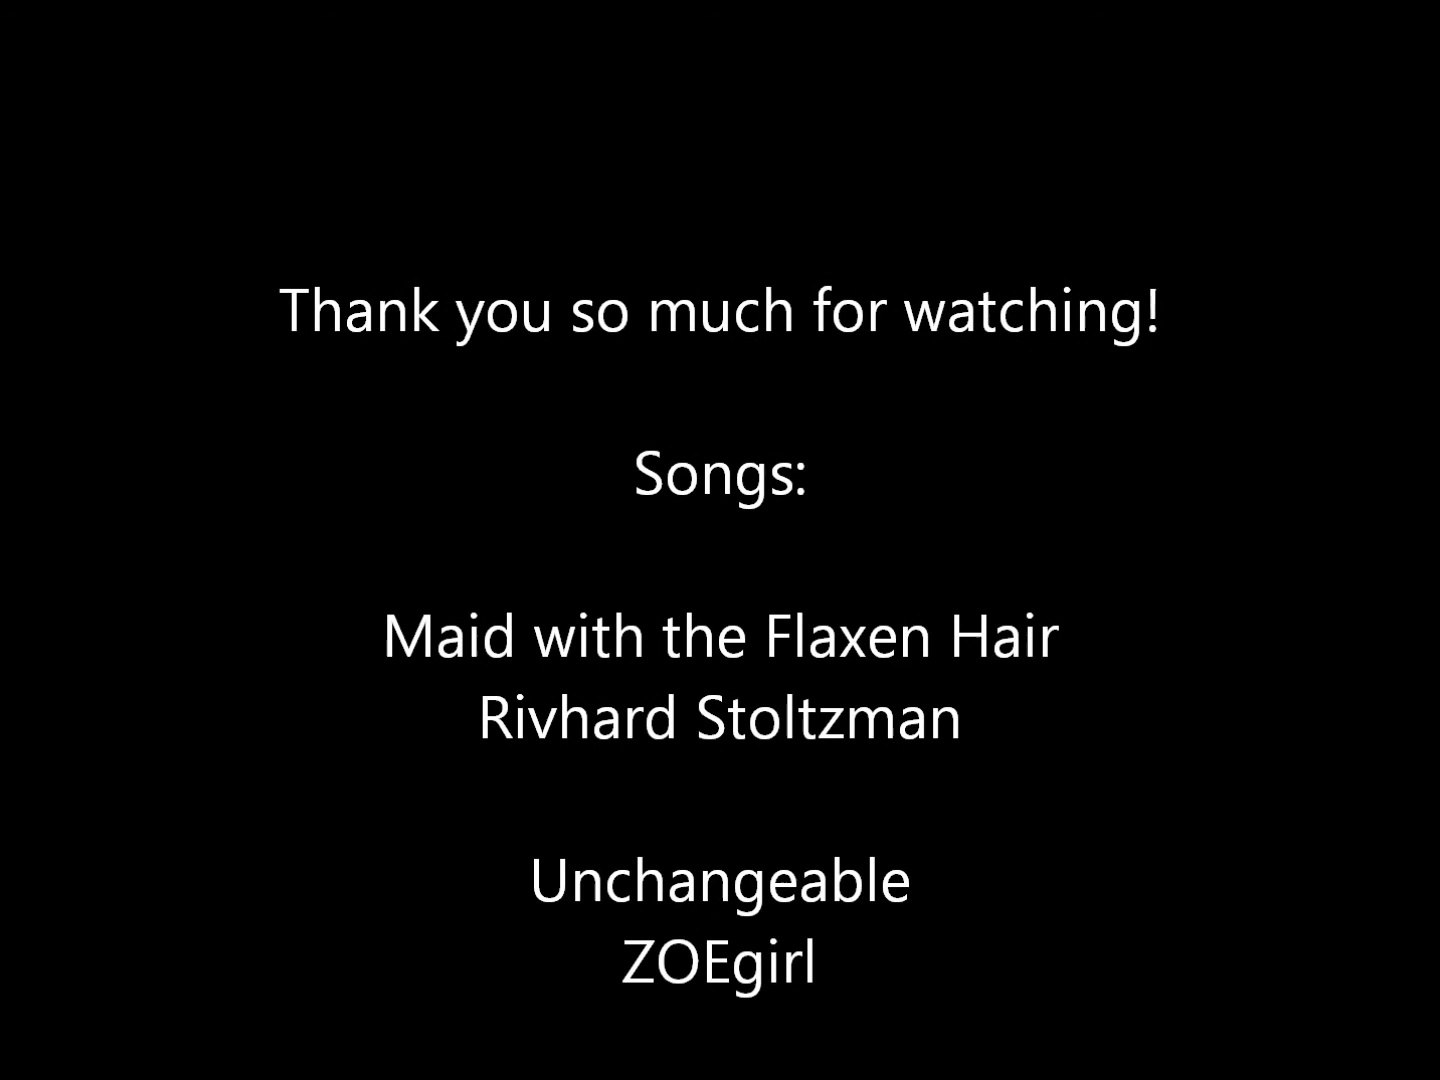 Thank you so much for watching!
Songs:
Maid with the Flaxen Hair
Rivhard Stoltzman
Unchangeable
ZOEgirl